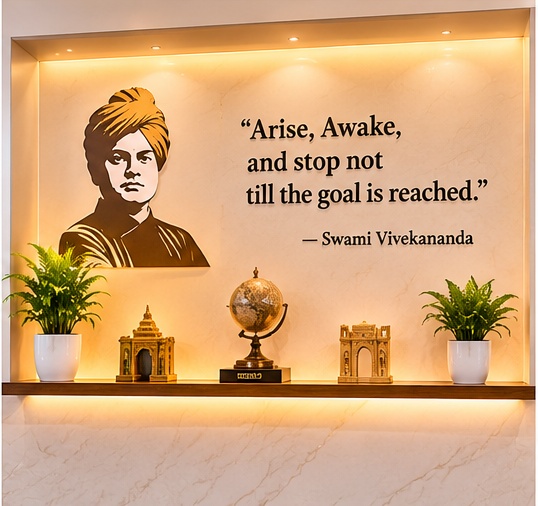 “Arise, Awake,
and stop not
till the goal is reached.”
— Swami Vivekananda